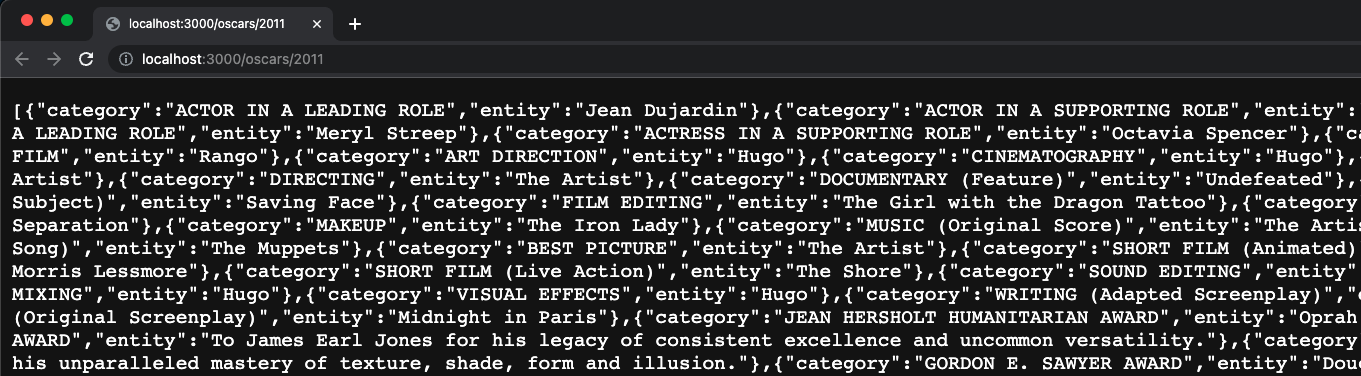 localhost:3000/oscars/2011
localhost:3000/oscars/2011
[{"category":"ACTOR IN A LEADING ROLE","entity":"Jean Dujardin"},{"category":"ACTOR IN A SUPPORTING ROLE","entity":
A LEADING ROLE","entity":"Meryl Streep"},{"category":"ACTRESS IN A SUPPORTING ROLE","entity":"Octavia Spencer"},{"ca
FILM","entity":"Rango"},{"category":"ART DIRECTION","entity":"Hugo"},{"category":"CINEMATOGRAPHY","entity":"Hugo"},
Artist"},{"category":"DIRECTING","entity":"The Artist"},{"category":"DOCUMENTARY (Feature)","entity":"Undefeated"},
Subject)","entity":"Saving Face"},{"category":"FILM EDITING","entity":"The Girl with the Dragon Tattoo"},{"category
Separation"},{"category":"MAKEUP","entity":"The Iron Lady"},{"category":"MUSIC (Original Score)","entity":"The Artis
Song)","entity":"The Muppets"},{"category":"BEST PICTURE","entity":"The Artist"},{"category":"SHORT FILM (Animated)
Morris Lessmore"},{"category":"SHORT FILM (Live Action)","entity":"The Shore"},{"category":"SOUND EDITING","entity"
MIXING","entity":"Hugo"},{"category":"VISUAL EFFECTS","entity":"Hugo"},{"category":"WRITING (Adapted Screenplay)","
(Original Screenplay)","entity":"Midnight in Paris"},{"category":"JEAN HERSHOLT HUMANITARIAN AWARD","entity":"Oprah
AWARD","entity":"To James Earl Jones for his legacy of consistent excellence and uncommon versatility."},{"category
his unparalleled mastery of texture, shade, form and illusion."},{"category":"GORDON E. SAWYER AWARD","entity":"Dou